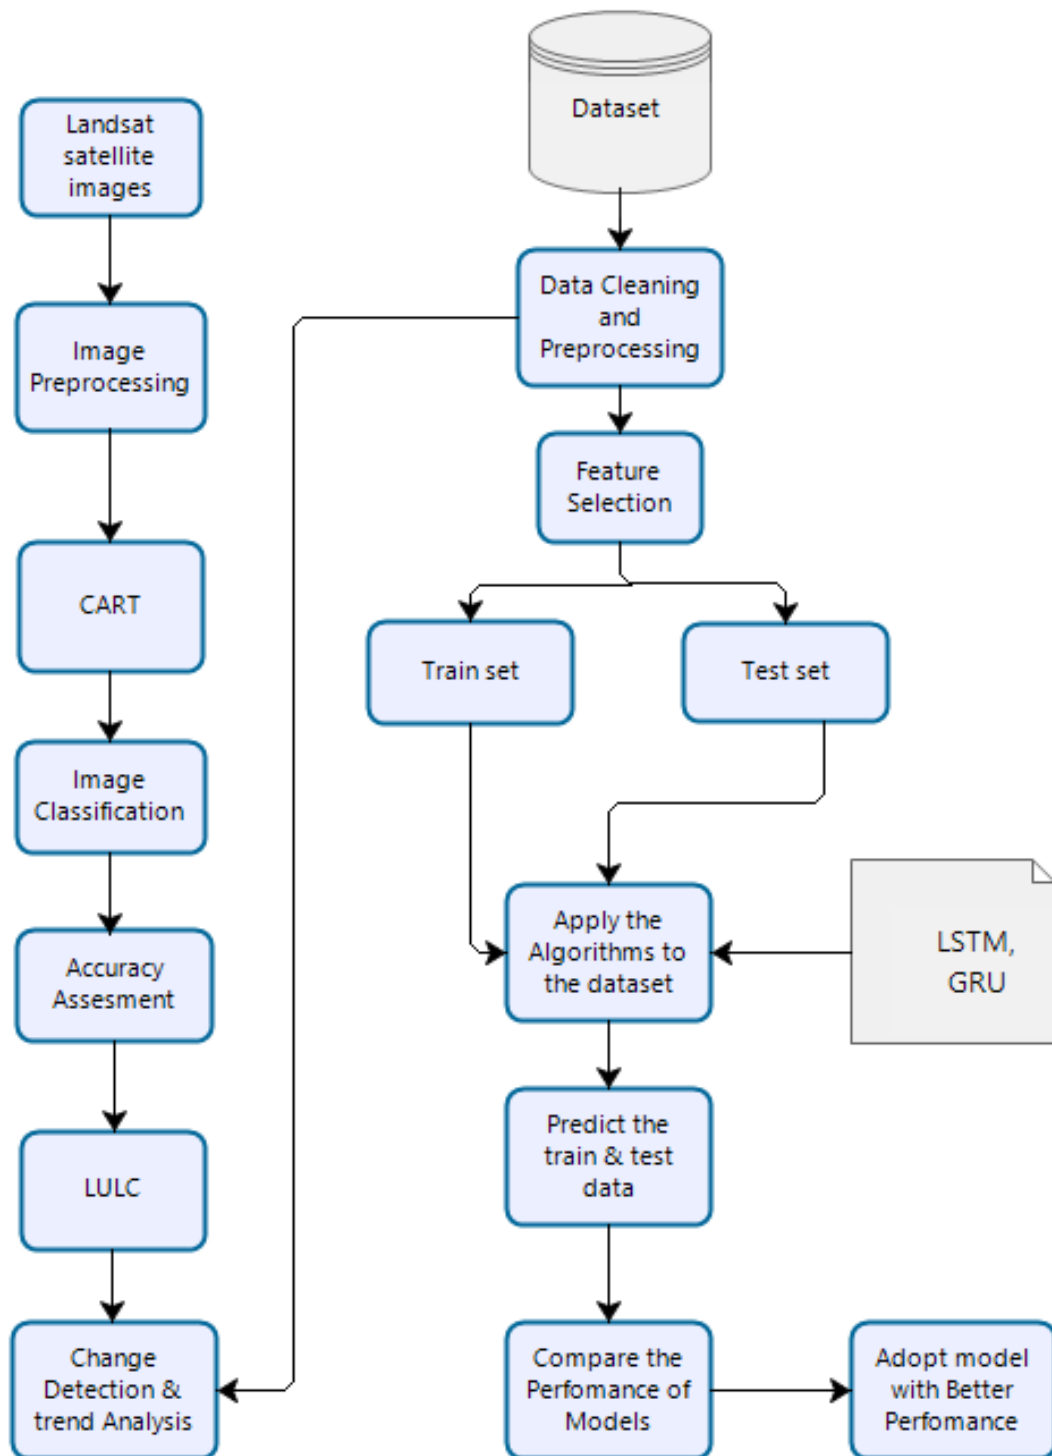 Landsat
satellite
images
Image
Preprocessing
CART
Image
Classification
Accuracy
Assesment
LULC
Change
Detection &
trend Analysis
Dataset
Data Cleaning
and
Preprocessing
Feature
Selection
Train set
Test set
Apply the
Algorithms to
the dataset
LSTM,
GRU
Predict the
train & test
data
Compare the
Perfomance of
Models
Adopt model
with Better
Perfomance